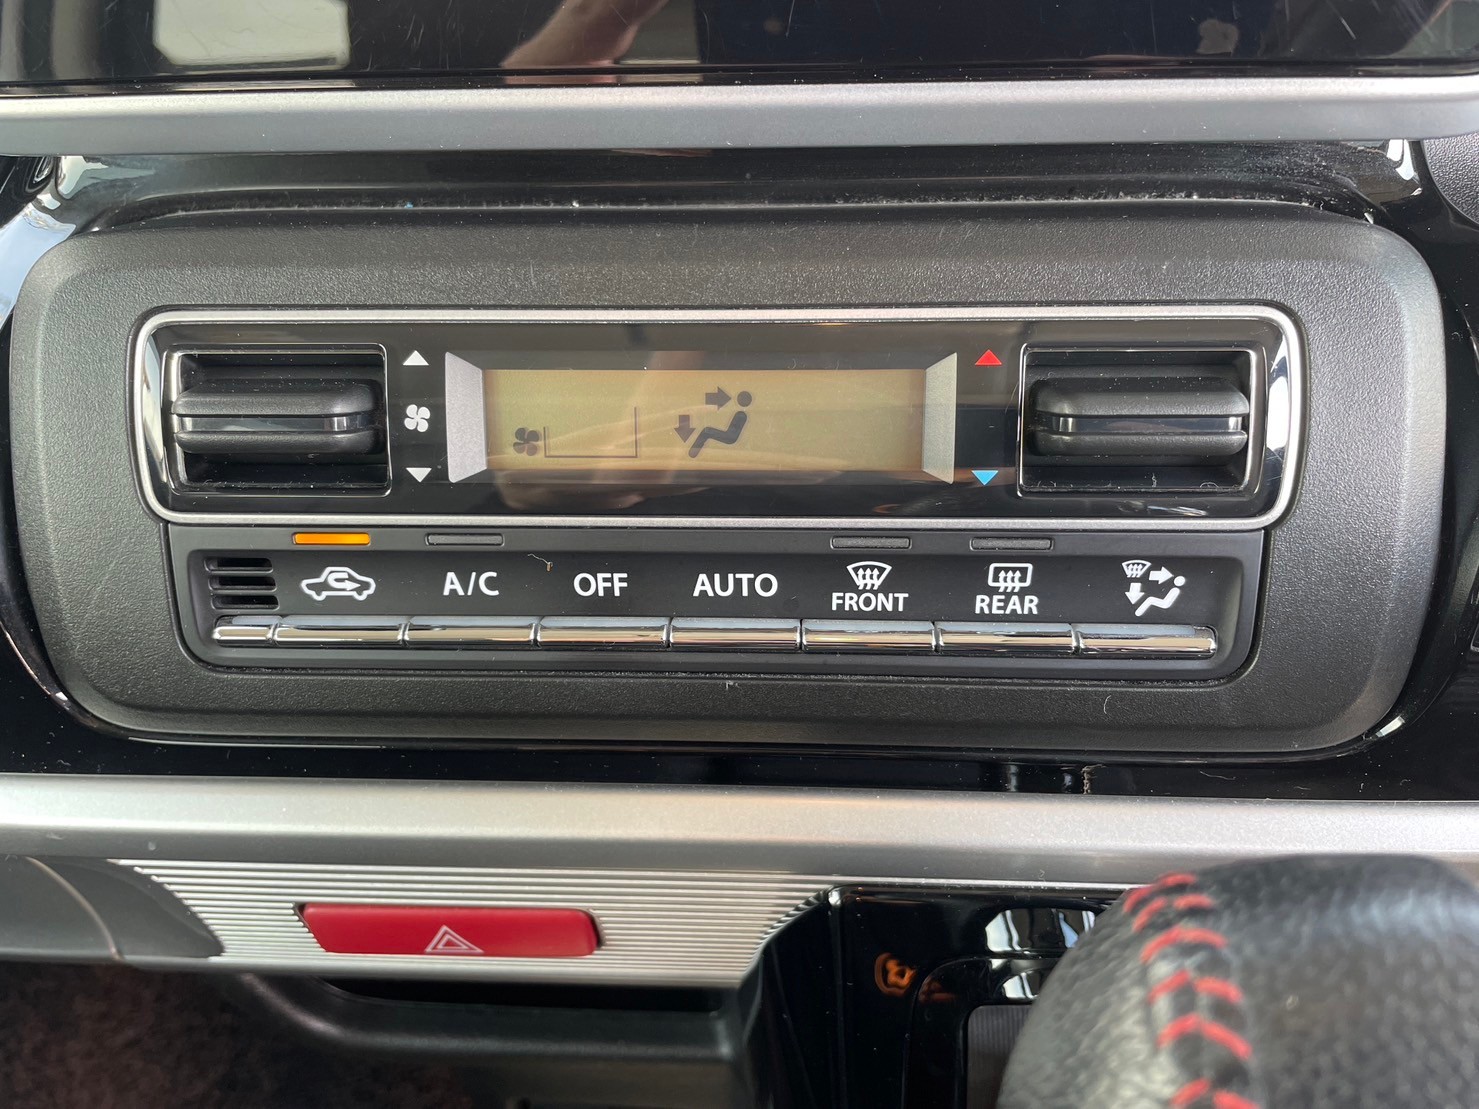 A/C
OFF
AUTO
FRONT
REAR